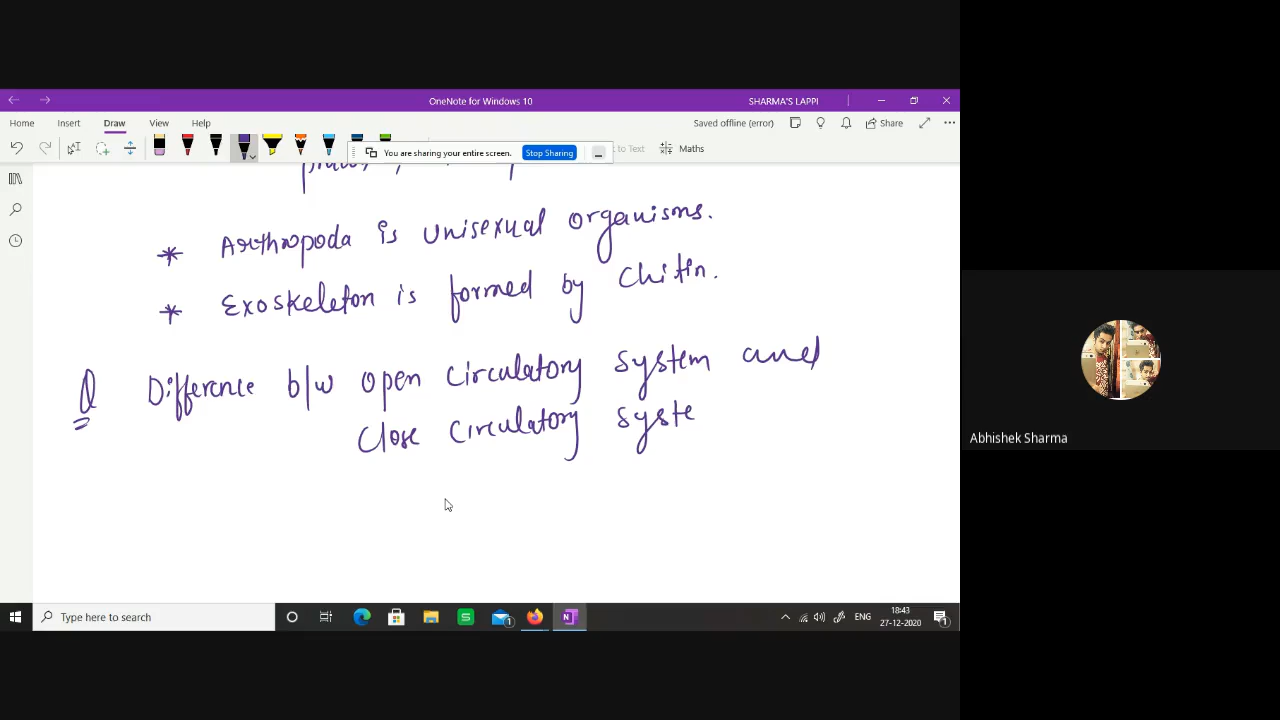 OneNote for Windows 10
SHARMA'S LAPPI
Home Insert Draw View Help
Saved offline (error)
Share
You are sharing your entire screen.
Stop Sharing
to Text
Maths
* Arthropoda is unisexual organisms.
* Exoskeleton is formed by Chitin.
Q Difference b/w open circulatory system and
Close circulatory syste
Abhishek Sharma
Type here to search
ENG
18:43
27-12-2020